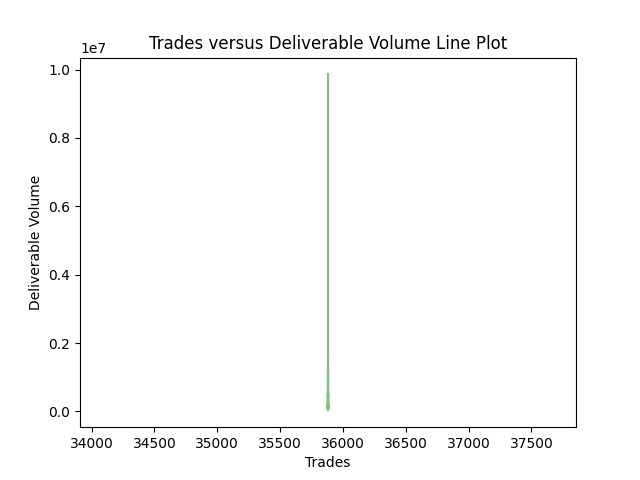 Trades versus Deliverable Volume Line Plot
1e7
1.0
0.8
0.6
0.4
0.2
0.0
Deliverable Volume
34000 34500 35000 35500 36000 36500 37000 37500
Trades